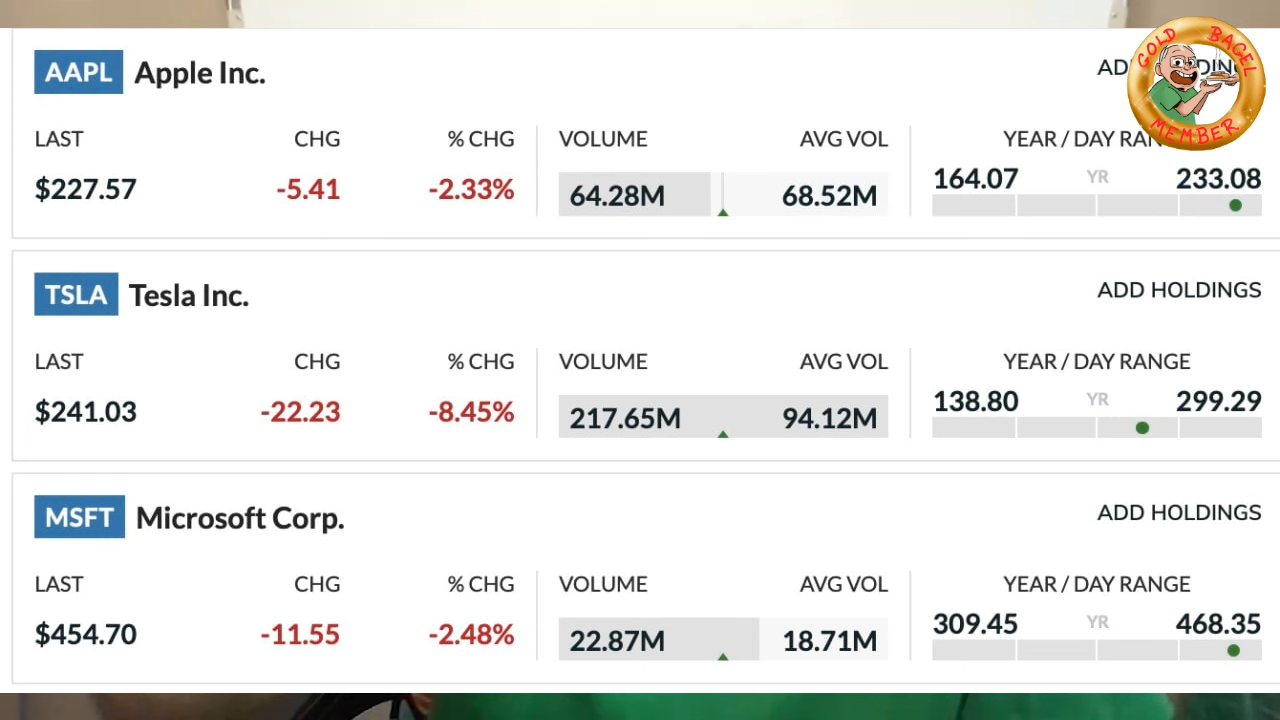 AAPL Apple Inc.
GOLD BAGEL MEMBER
LAST CHG % CHG VOLUME AVG VOL YEAR / DAY
$227.57 -5.41 -2.33% 64.28M 68.52M 164.07 YR 233.08
TSLA Tesla Inc. ADD HOLDINGS
LAST CHG % CHG VOLUME AVG VOL YEAR / DAY RANGE
$241.03 -22.23 -8.45% 217.65M 94.12M 138.80 YR 299.29
MSFT Microsoft Corp. ADD HOLDINGS
LAST CHG % CHG VOLUME AVG VOL YEAR / DAY RANGE
$454.70 -11.55 -2.48% 22.87M 18.71M 309.45 YR 468.35